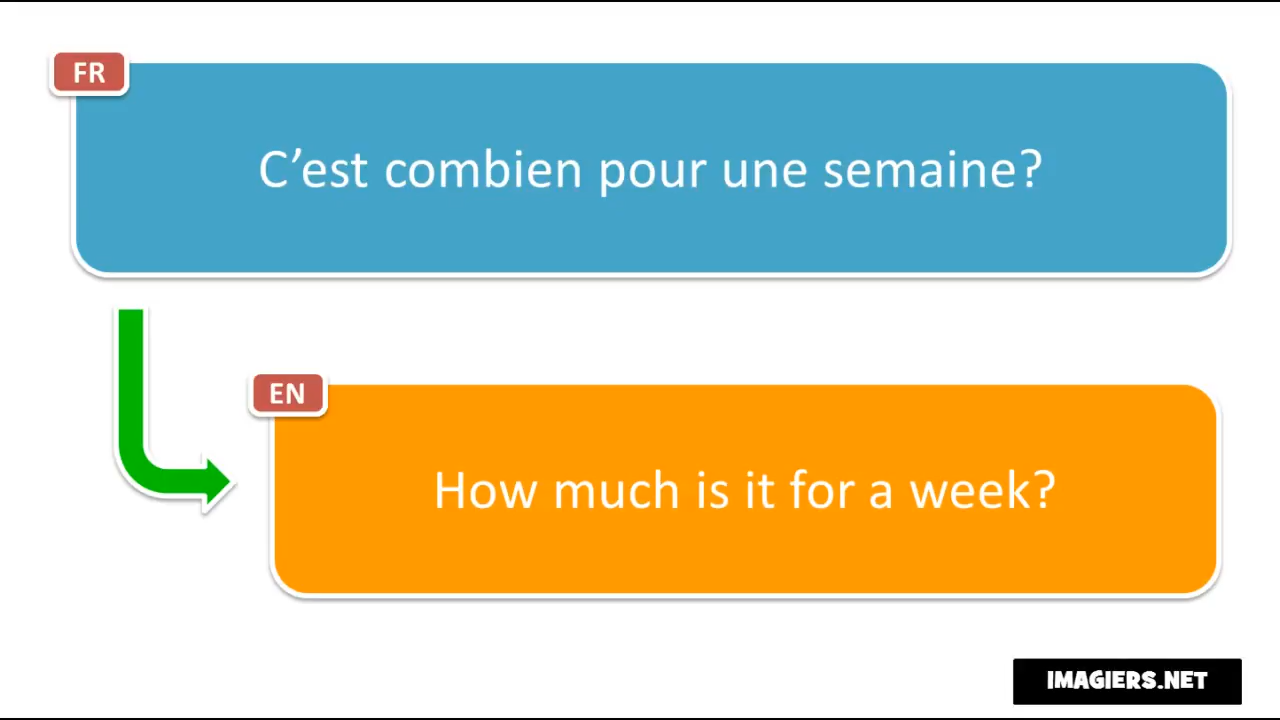 FR
C’est combien pour une semaine?
EN
How much is it for a week?
IMAGIERS.NET